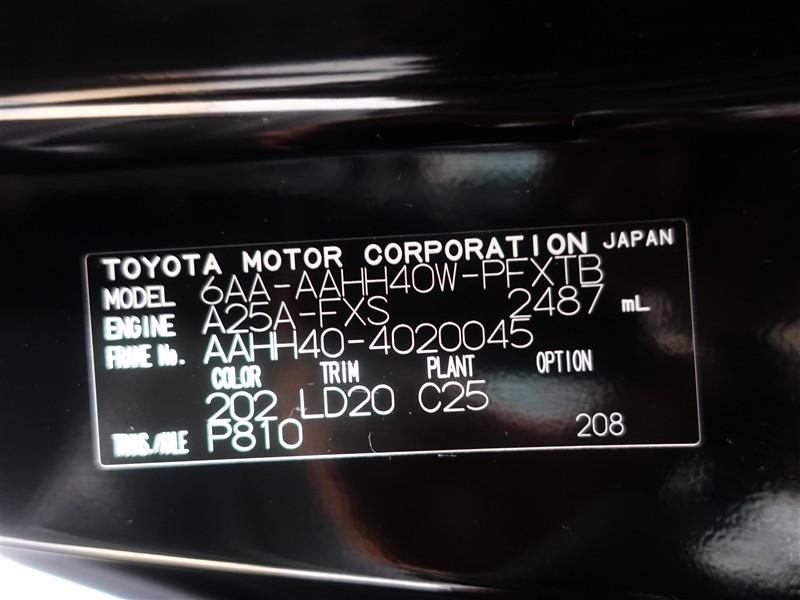 TOYOTA MOTOR CORPORATION JAPAN
MODEL 6AA-AAHH40W-PFXTB
ENGINE A25A-FXS 2487 mL
FRAME No. AAHH40-4020045
COLOR TRIM PLANT OPTION
202 LD20 C25
TRANS./AXLE P810 208